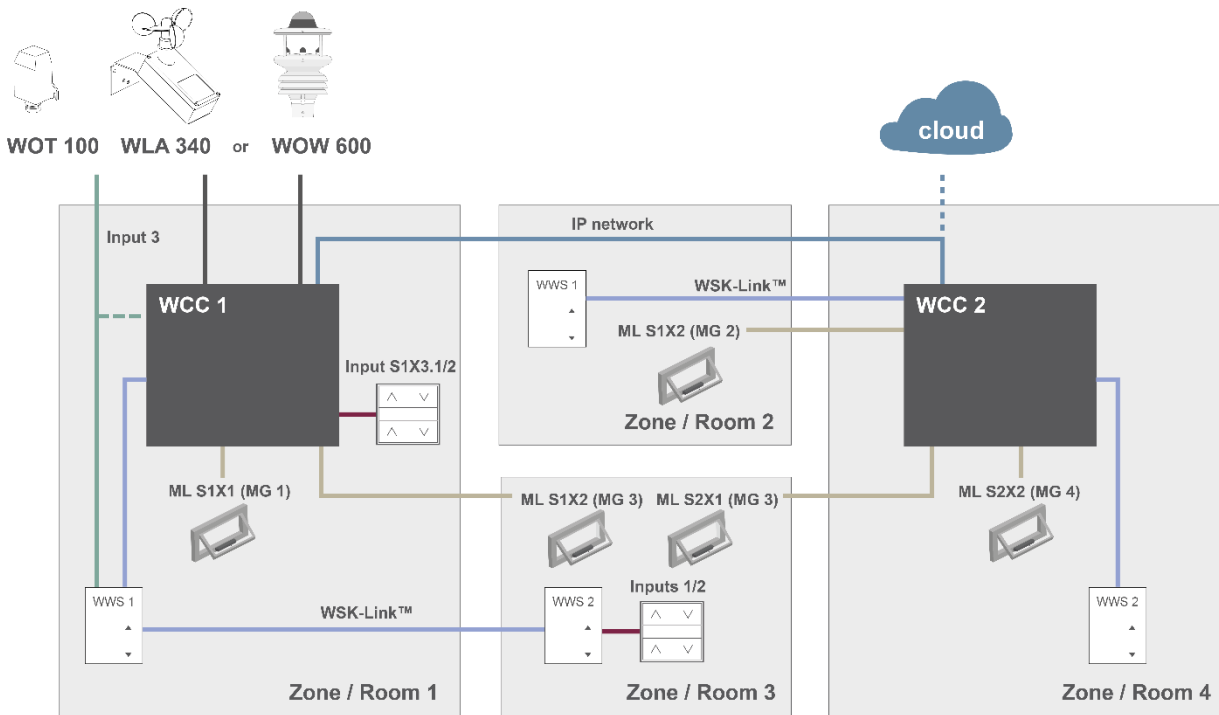 WOT 100 WLA 340 or WOW 600
cloud
Input 3
IP network
WCC 1
WWS 1
WSK-Link™
WCC 2
ML S1X2 (MG 2)
Input S1X3.1/2
Zone / Room 2
ML S1X1 (MG 1)
ML S1X2 (MG 3) ML S2X1 (MG 3)
ML S2X2 (MG 4)
WWS 1
WSK-Link™
WWS 2
Inputs 1/2
WWS 2
Zone / Room 1
Zone / Room 3
Zone / Room 4